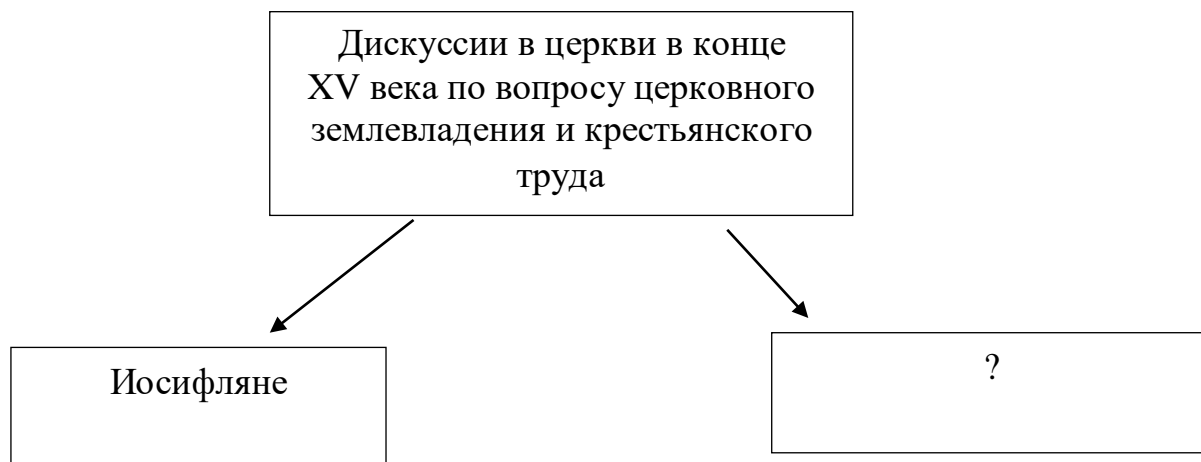 Дискуссии в церкви в конце
XV века по вопросу церковного
землевладения и крестьянского
труда
Иосифляне
?